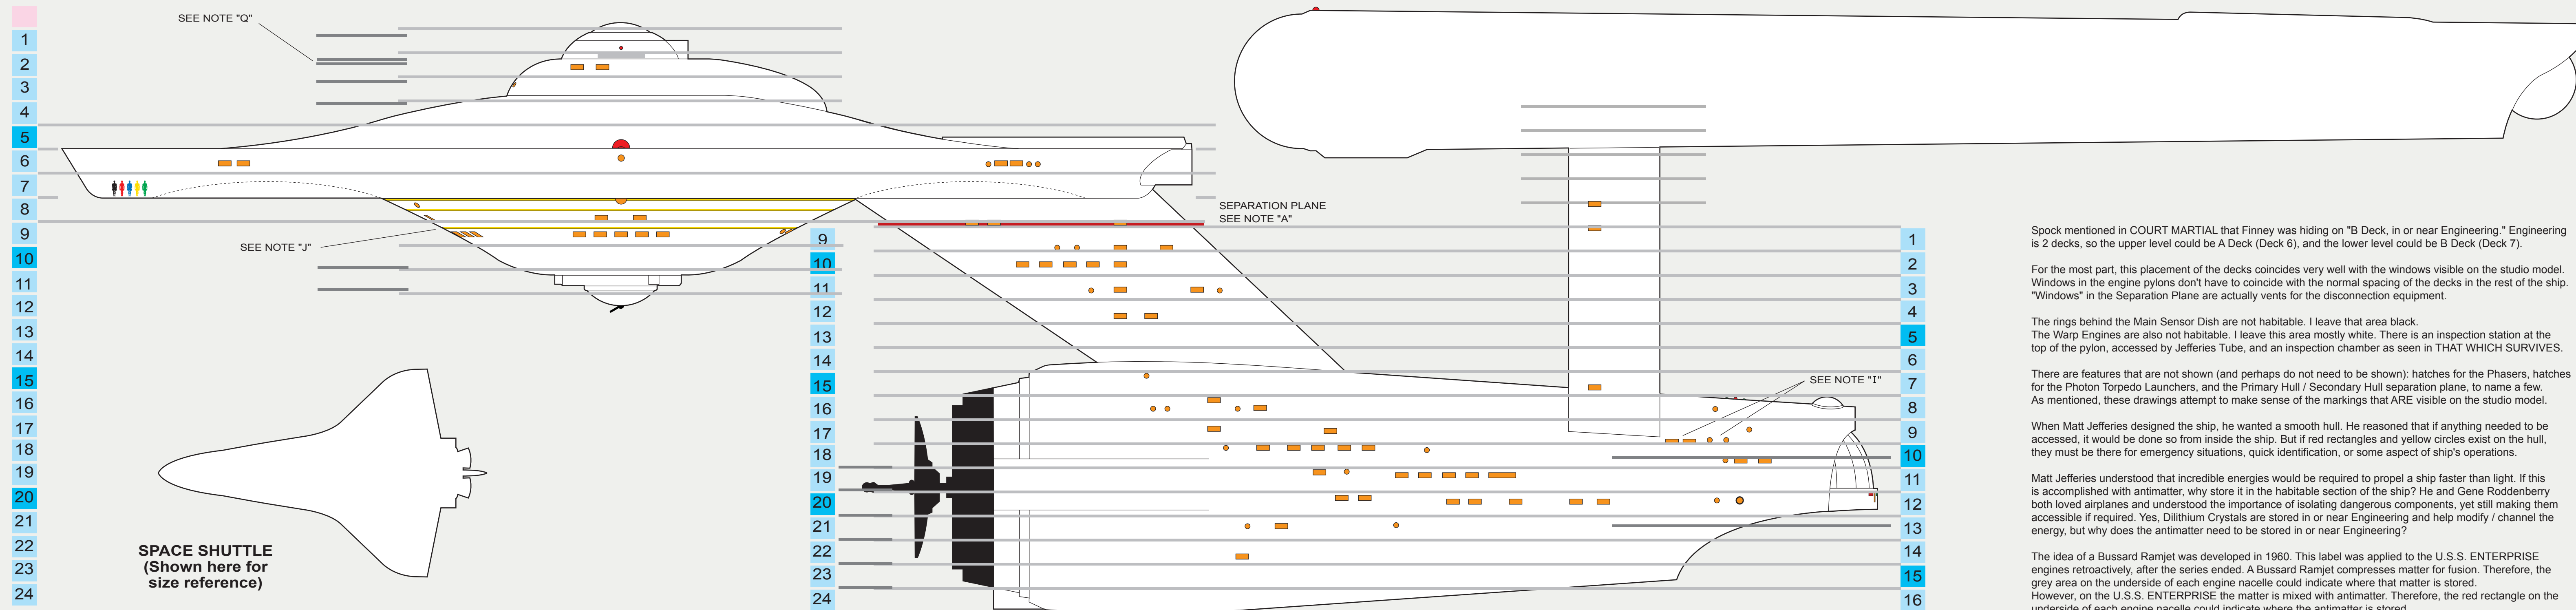 SEE NOTE "Q"
1
2
3
4
5
6
7
8
9
10
11
12
13
14
15
16
17
18
19
20
21
22
23
24
SEE NOTE "J"
SPACE SHUTTLE
(Shown here for
size reference)
9
10
11
12
13
14
15
16
17
18
19
20
21
22
23
24
SEPARATION PLANE
SEE NOTE "A"
SEE NOTE "I"
1
2
3
4
5
6
7
8
9
10
11
12
13
14
15
16
Spock mentioned in COURT MARTIAL that Finney was hiding on "B Deck, in or near Engineering." Engineering
is 2 decks, so the upper level could be A Deck (Deck 6), and the lower level could be B Deck (Deck 7).
For the most part, this placement of the decks coincides very well with the windows visible on the studio model.
Windows in the engine pylons don't have to coincide with the normal spacing of the decks in the rest of the ship.
"Windows" in the Separation Plane are actually vents for the disconnection equipment.
The rings behind the Main Sensor Dish are not habitable. I leave that area black.
The Warp Engines are also not habitable. I leave this area mostly white. There is an inspection station at the
top of the pylon, accessed by Jefferies Tube, and an inspection chamber as seen in THAT WHICH SURVIVES.
There are features that are not shown (and perhaps do not need to be shown): hatches for the Phasers, hatches
for the Photon Torpedo Launchers, and the Primary Hull / Secondary Hull separation plane, to name a few.
As mentioned, these drawings attempt to make sense of the markings that ARE visible on the studio model.
When Matt Jefferies designed the ship, he wanted a smooth hull. He reasoned that if anything needed to be
accessed, it would be done so from inside the ship. But if red rectangles and yellow circles exist on the hull,
they must be there for emergency situations, quick identification, or some aspect of ship's operations.
Matt Jefferies understood that incredible energies would be required to propel a ship faster than light. If this
is accomplished with antimatter, why store it in the habitable section of the ship? He and Gene Roddenberry
both loved airplanes and understood the importance of isolating dangerous components, yet still making them
accessible if required. Yes, Dilithium Crystals are stored in or near Engineering and help modify / channel the
energy, but why does the antimatter need to be stored in or near Engineering?
The idea of a Bussard Ramjet was developed in 1960. This label was applied to the U.S.S. ENTERPRISE
engines retroactively, after the series ended. A Bussard Ramjet compresses matter for fusion. Therefore, the
grey area on the underside of each engine nacelle could indicate where that matter is stored.
However, on the U.S.S. ENTERPRISE the matter is mixed with antimatter. Therefore, the red rectangle on the
underside of each engine nacelle could indicate where the antimatter is stored.